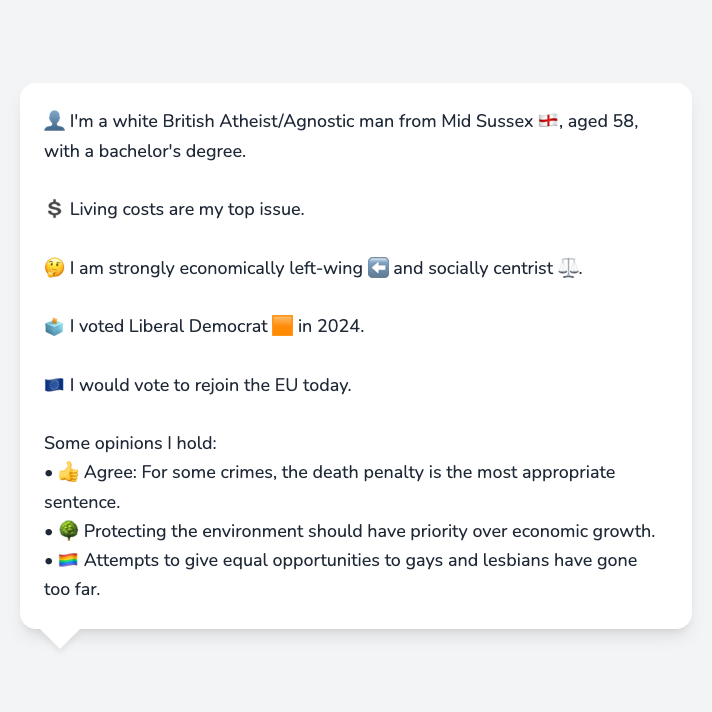 👤 I'm a white British Atheist/Agnostic man from Mid Sussex 🏴󠁧󠁢󠁥󠁮󠁧󠁿, aged 58,
with a bachelor's degree.
💲 Living costs are my top issue.
🤔 I am strongly economically left-wing ⬅️ and socially centrist ⚖️.
🗳️ I voted Liberal Democrat 🟧 in 2024.
🇪🇺 I would vote to rejoin the EU today.
Some opinions I hold:
• 👍 Agree: For some crimes, the death penalty is the most appropriate
sentence.
• 🌳 Protecting the environment should have priority over economic growth.
• 🏳️‍🌈 Attempts to give equal opportunities to gays and lesbians have gone
too far.